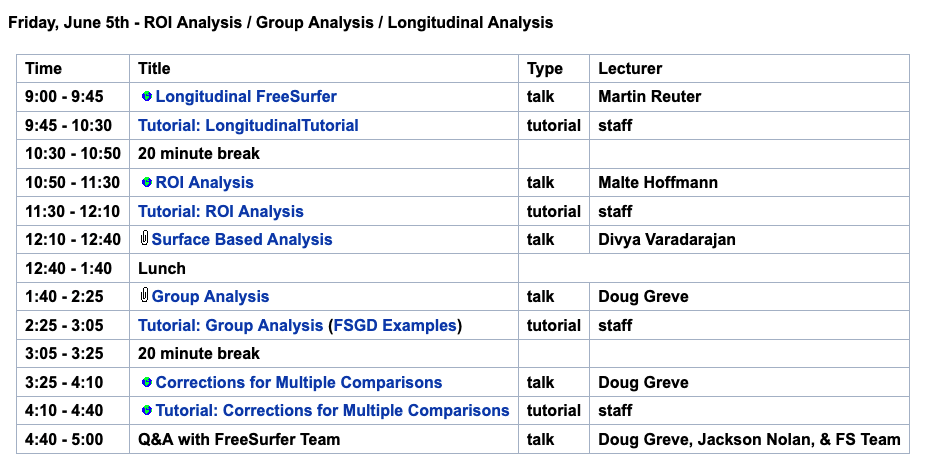 Friday, June 5th - ROI Analysis / Group Analysis / Longitudinal Analysis
Time Title Type Lecturer
9:00 - 9:45 Longitudinal FreeSurfer talk Martin Reuter
9:45 - 10:30 Tutorial: LongitudinalTutorial tutorial staff
10:30 - 10:50 20 minute break
10:50 - 11:30 ROI Analysis talk Malte Hoffmann
11:30 - 12:10 Tutorial: ROI Analysis tutorial staff
12:10 - 12:40 Surface Based Analysis talk Divya Varadarajan
12:40 - 1:40 Lunch
1:40 - 2:25 Group Analysis talk Doug Greve
2:25 - 3:05 Tutorial: Group Analysis (FSGD Examples) tutorial staff
3:05 - 3:25 20 minute break
3:25 - 4:10 Corrections for Multiple Comparisons talk Doug Greve
4:10 - 4:40 Tutorial: Corrections for Multiple Comparisons tutorial staff
4:40 - 5:00 Q&A with FreeSurfer Team talk Doug Greve, Jackson Nolan, & FS Team